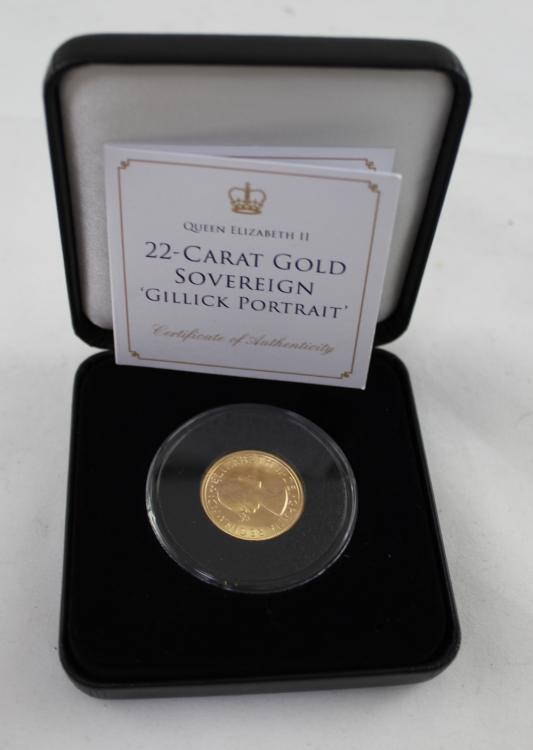 QUEEN ELIZABETH II
22-CARAT GOLD
SOVEREIGN
'GILLICK PORTRAIT'
Certificate of Authenticity